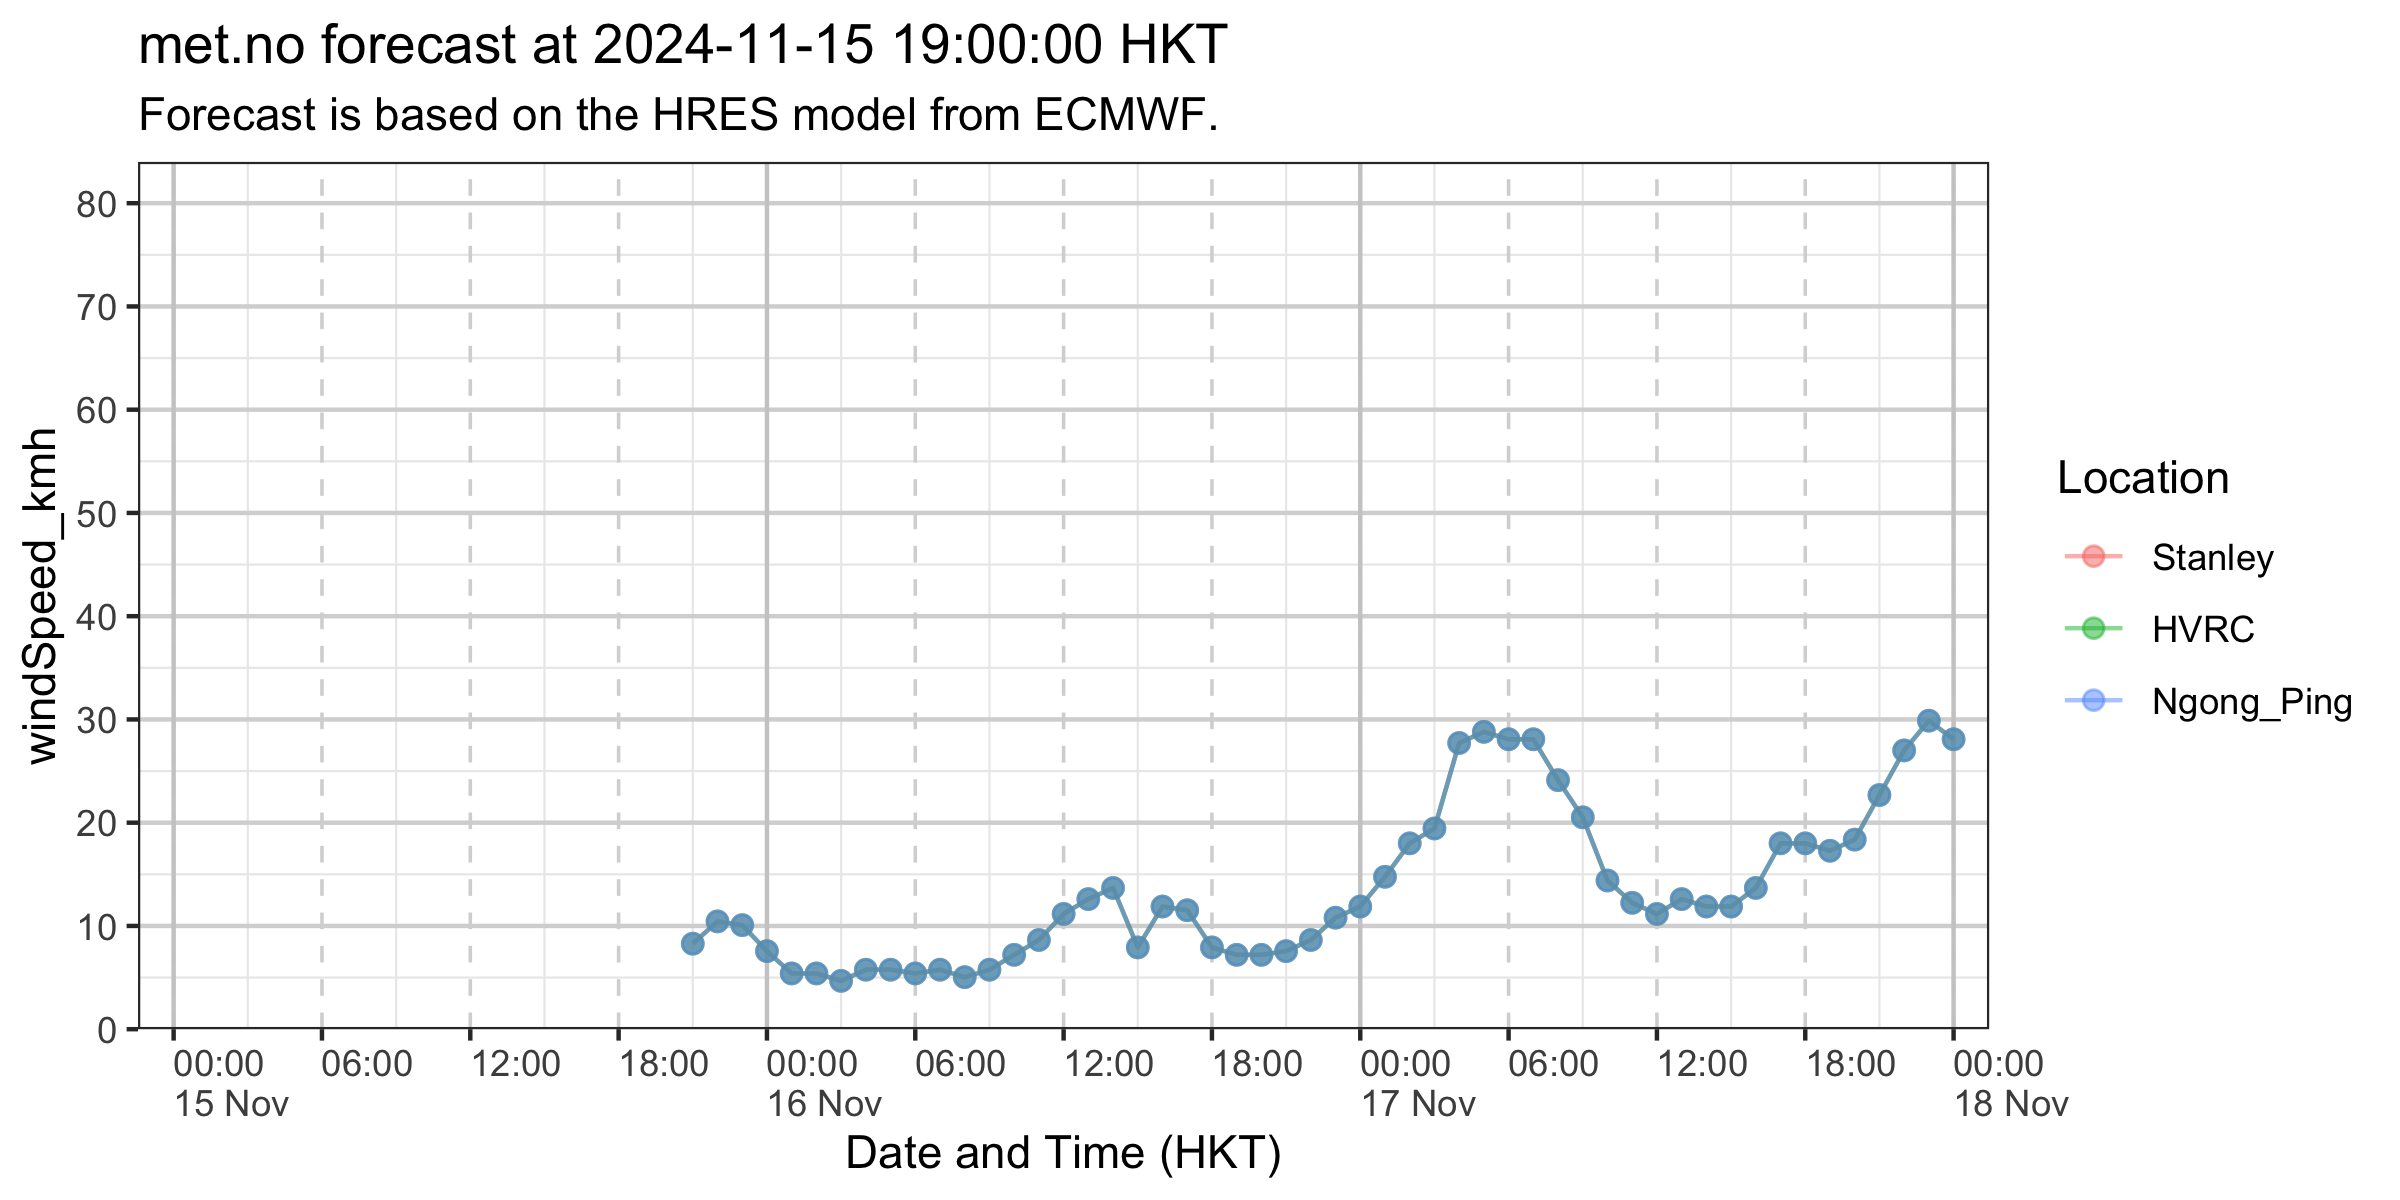 met.no forecast at 2024-11-15 19:00:00 HKT
Forecast is based on the HRES model from ECMWF.
windSpeed_kmh
80
70
60
50
40
30
20
10
0
00:00 06:00 12:00 18:00 00:00 06:00 12:00 18:00 00:00 06:00 12:00 18:00 00:00
15 Nov 16 Nov 17 Nov 18 Nov
Date and Time (HKT)
Location
Stanley
HVRC
Ngong_Ping